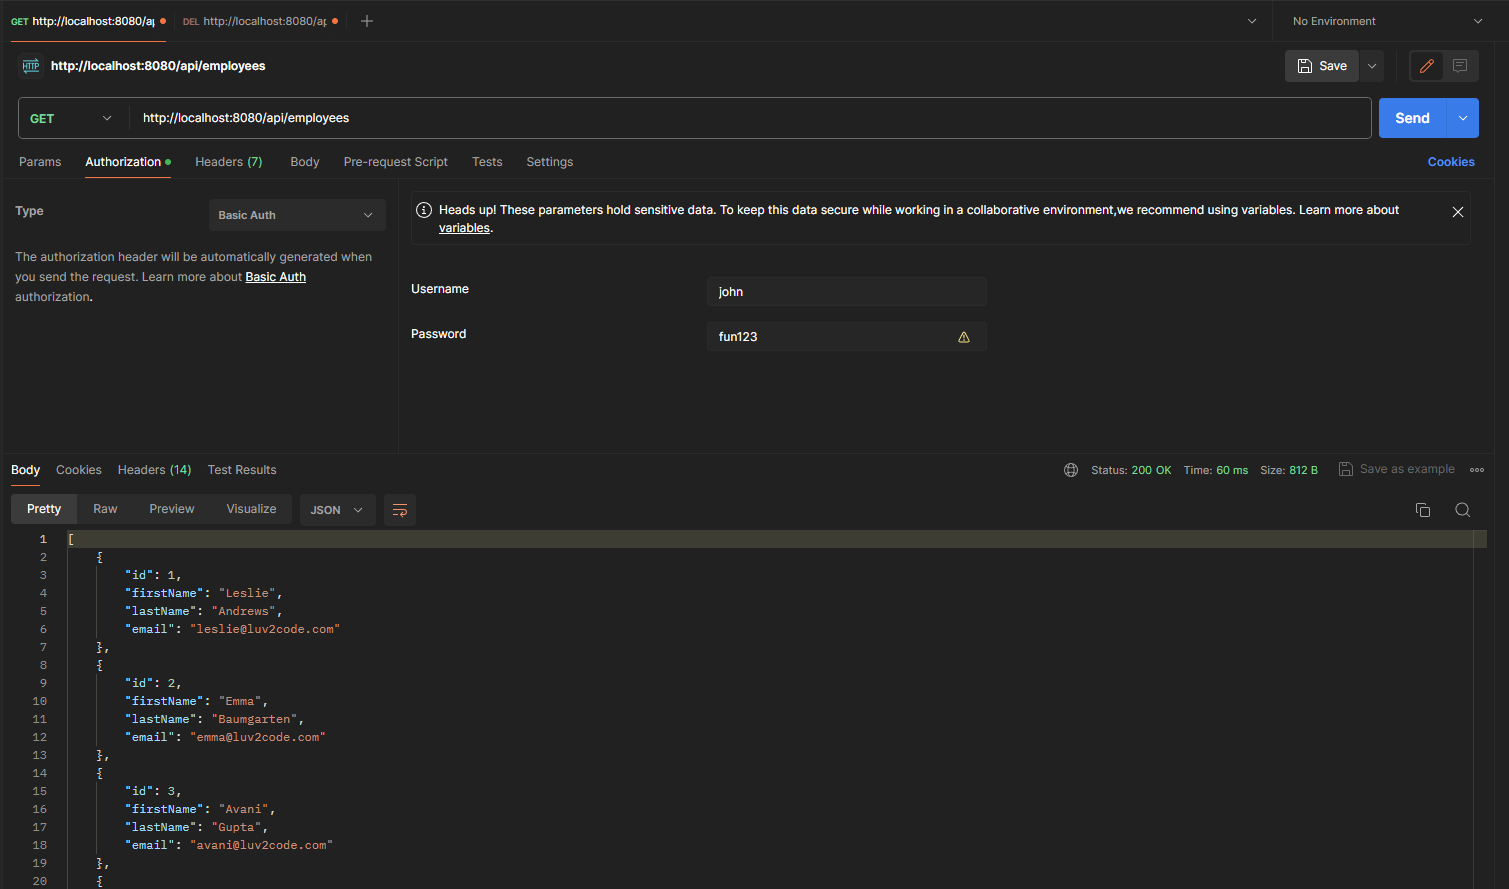 GET http://localhost:8080/ap
DEL http://localhost:8080/ap
No Environment
HTTP http://localhost:8080/api/employees
Save
GET http://localhost:8080/api/employees
Send
Params Authorization Headers (7) Body Pre-request Script Tests Settings
Cookies
Type
Basic Auth
The authorization header will be automatically generated when
you send the request. Learn more about Basic Auth
authorization.
Heads up! These parameters hold sensitive data. To keep this data secure while working in a collaborative environment,we recommend using variables. Learn more about
variables.
Username
john
Password
fun123
Body Cookies Headers (14) Test Results
Status: 200 OK Time: 60 ms Size: 812 B
Save as example
Pretty Raw Preview Visualize JSON
1 [
2 {
3 "id": 1,
4 "firstName": "Leslie",
5 "lastName": "Andrews",
6 "email": "leslie@luv2code.com"
7 },
8 {
9 "id": 2,
10 "firstName": "Emma",
11 "lastName": "Baumgarten",
12 "email": "emma@luv2code.com"
13 },
14 {
15 "id": 3,
16 "firstName": "Avani",
17 "lastName": "Gupta",
18 "email": "avani@luv2code.com"
19 },
20 {